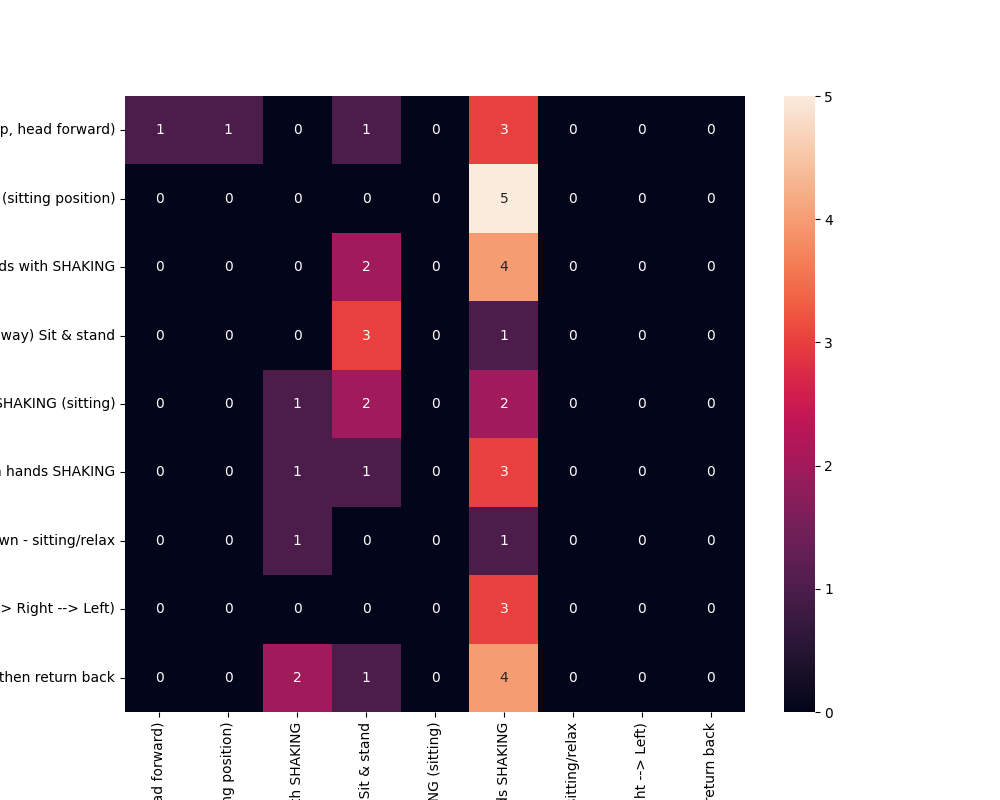 p, head forward) 1 1 0 1 0 3 0 0 0
(sitting position) 0 0 0 0 0 5 0 0 0
ds with SHAKING 0 0 0 2 0 4 0 0 0
way) Sit & stand 0 0 0 3 0 1 0 0 0
SHAKING (sitting) 0 0 1 2 0 2 0 0 0
hands SHAKING 0 0 1 1 0 3 0 0 0
wn - sitting/relax 0 0 1 0 0 1 0 0 0
> Right --> Left) 0 0 0 0 0 3 0 0 0
then return back 0 0 2 1 0 4 0 0 0
ad forward)
ng position)
th SHAKING
Sit & stand
NG (sitting)
ds SHAKING
sitting/relax
ht --> Left)
return back
5
4
3
2
1
0